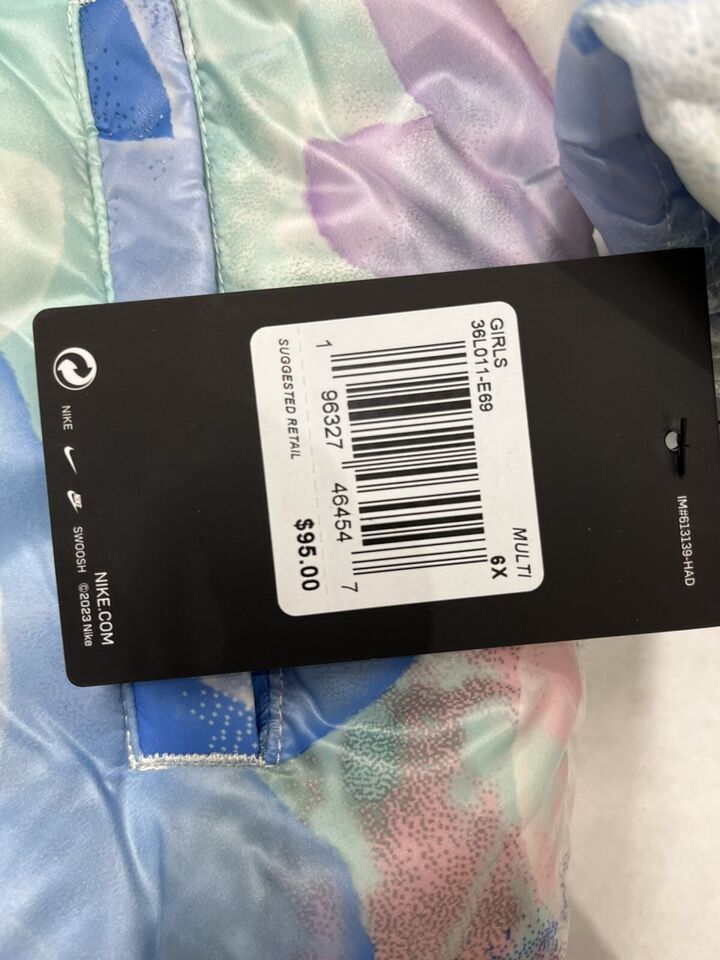 GIRLS
36L011-E69
MULTI
6X
1 96327 46454 7
SUGGESTED RETAIL
$95.00
NIKE
SWOOSH
NIKE.COM
©2023 Nike
IM#613139-HAD